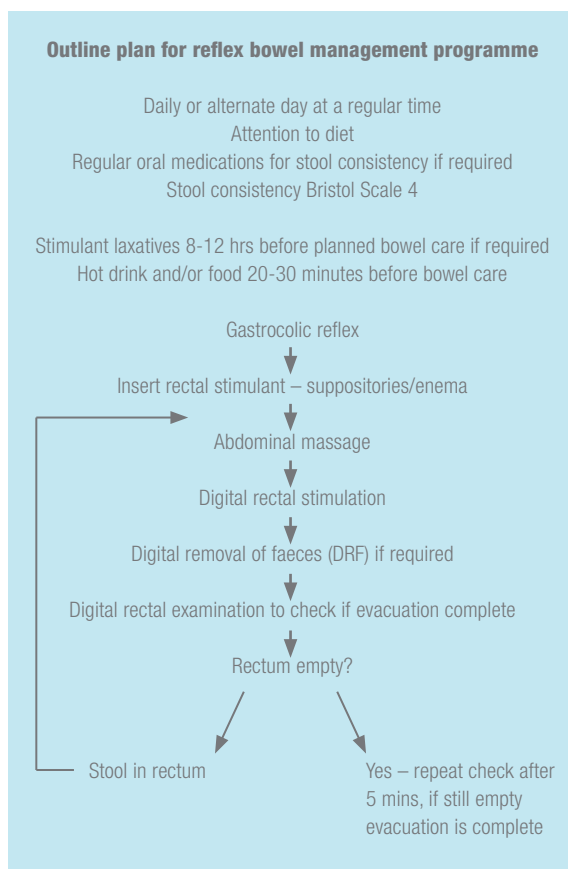 Outline plan for reflex bowel management programme
Daily or alternate day at a regular time
Attention to diet
Regular oral medications for stool consistency if required
Stool consistency Bristol Scale 4
Stimulant laxatives 8-12 hrs before planned bowel care if required
Hot drink and/or food 20-30 minutes before bowel care
Gastrocolic reflex
Insert rectal stimulant – suppositories/enema
Abdominal massage
Digital rectal stimulation
Digital removal of faeces (DRF) if required
Digital rectal examination to check if evacuation complete
Rectum empty?
Stool in rectum
Yes – repeat check after
5 mins, if still empty
evacuation is complete